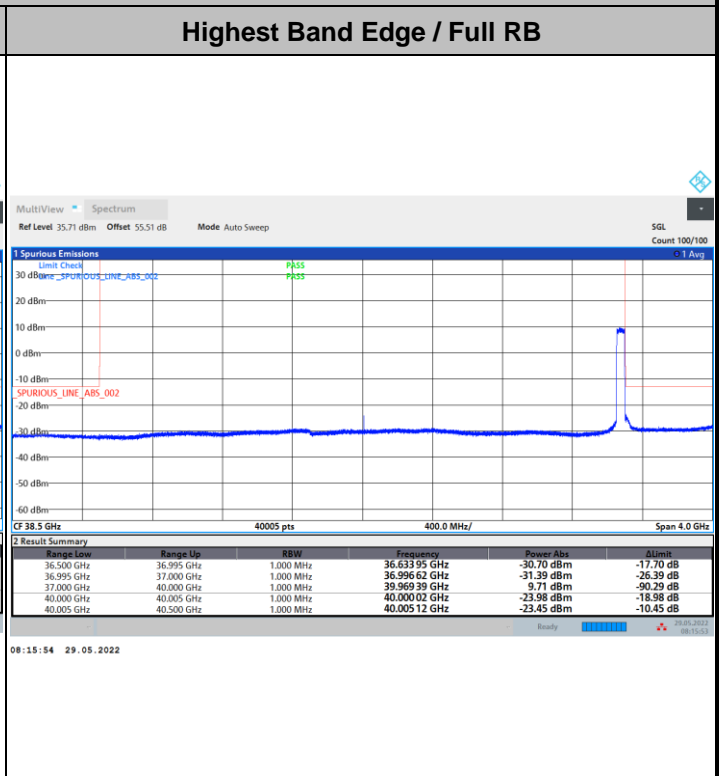 Highest Band Edge / Full RB
MultiView Spectrum
Ref Level 35.71 dBm Offset 55.51 dB Mode Auto Sweep SGL
Count 100/100
1 Spurious Emissions 1 Avg
Limit Check PASS
30 dBm Line _SPURIOUS_LINE_ABS_002 PASS
20 dBm
10 dBm
0 dBm
-10 dBm
_SPURIOUS_LINE_ABS_002
-20 dBm
-30 dBm
-40 dBm
-50 dBm
-60 dBm
CF 38.5 GHz 40005 pts 400.0 MHz/ Span 4.0 GHz
2 Result Summary
Range Low Range Up RBW Frequency Power Abs ΔLimit
36.500 GHz 36.995 GHz 1.000 MHz 36.633 95 GHz -30.70 dBm -17.70 dB
36.995 GHz 37.000 GHz 1.000 MHz 36.996 62 GHz -31.39 dBm -26.39 dB
37.000 GHz 40.000 GHz 1.000 MHz 39.969 39 GHz 9.71 dBm -90.29 dB
40.000 GHz 40.005 GHz 1.000 MHz 40.000 02 GHz -23.98 dBm -18.98 dB
40.005 GHz 40.500 GHz 1.000 MHz 40.005 12 GHz -23.45 dBm -10.45 dB
Ready 29.05.2022
08:15:53
08:15:54 29.05.2022